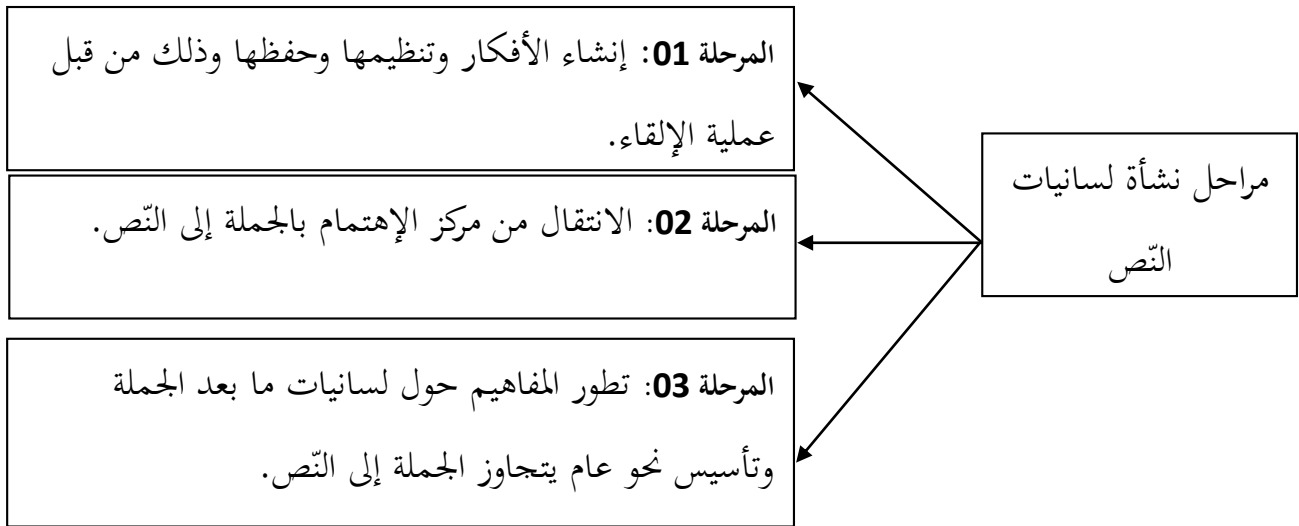 مراحل نشأة لسانيات
النّص
المرحلة 01: إنشاء الأفكار وتنظيمها وحفظها وذلك من قبل
عملية الإلقاء.
المرحلة 02: الانتقال من مركز الإهتمام بالجملة إلى النّص.
المرحلة 03: تطور المفاهيم حول لسانيات ما بعد الجملة
وتأسيس نحو عام يتجاوز الجملة إلى النّص.